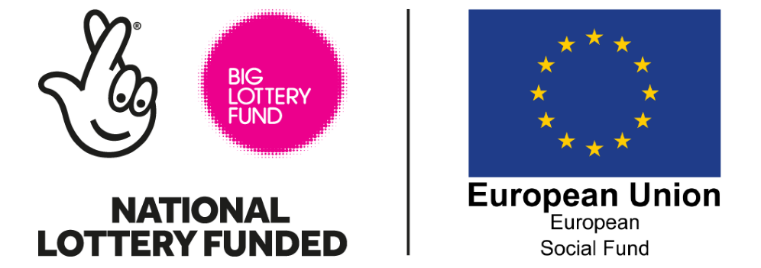 ®
BIG
LOTTERY
FUND
NATIONAL
LOTTERY FUNDED
European Union
European
Social Fund